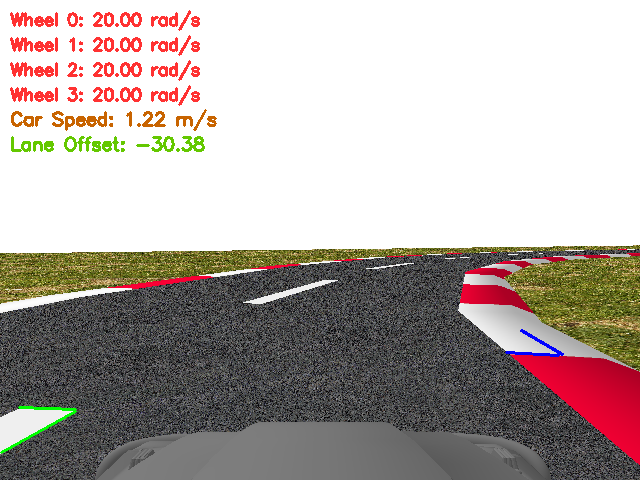 Wheel 0: 20.00 rad/s
Wheel 1: 20.00 rad/s
Wheel 2: 20.00 rad/s
Wheel 3: 20.00 rad/s
Car Speed: 1.22 m/s
Lane Offset: -30.38